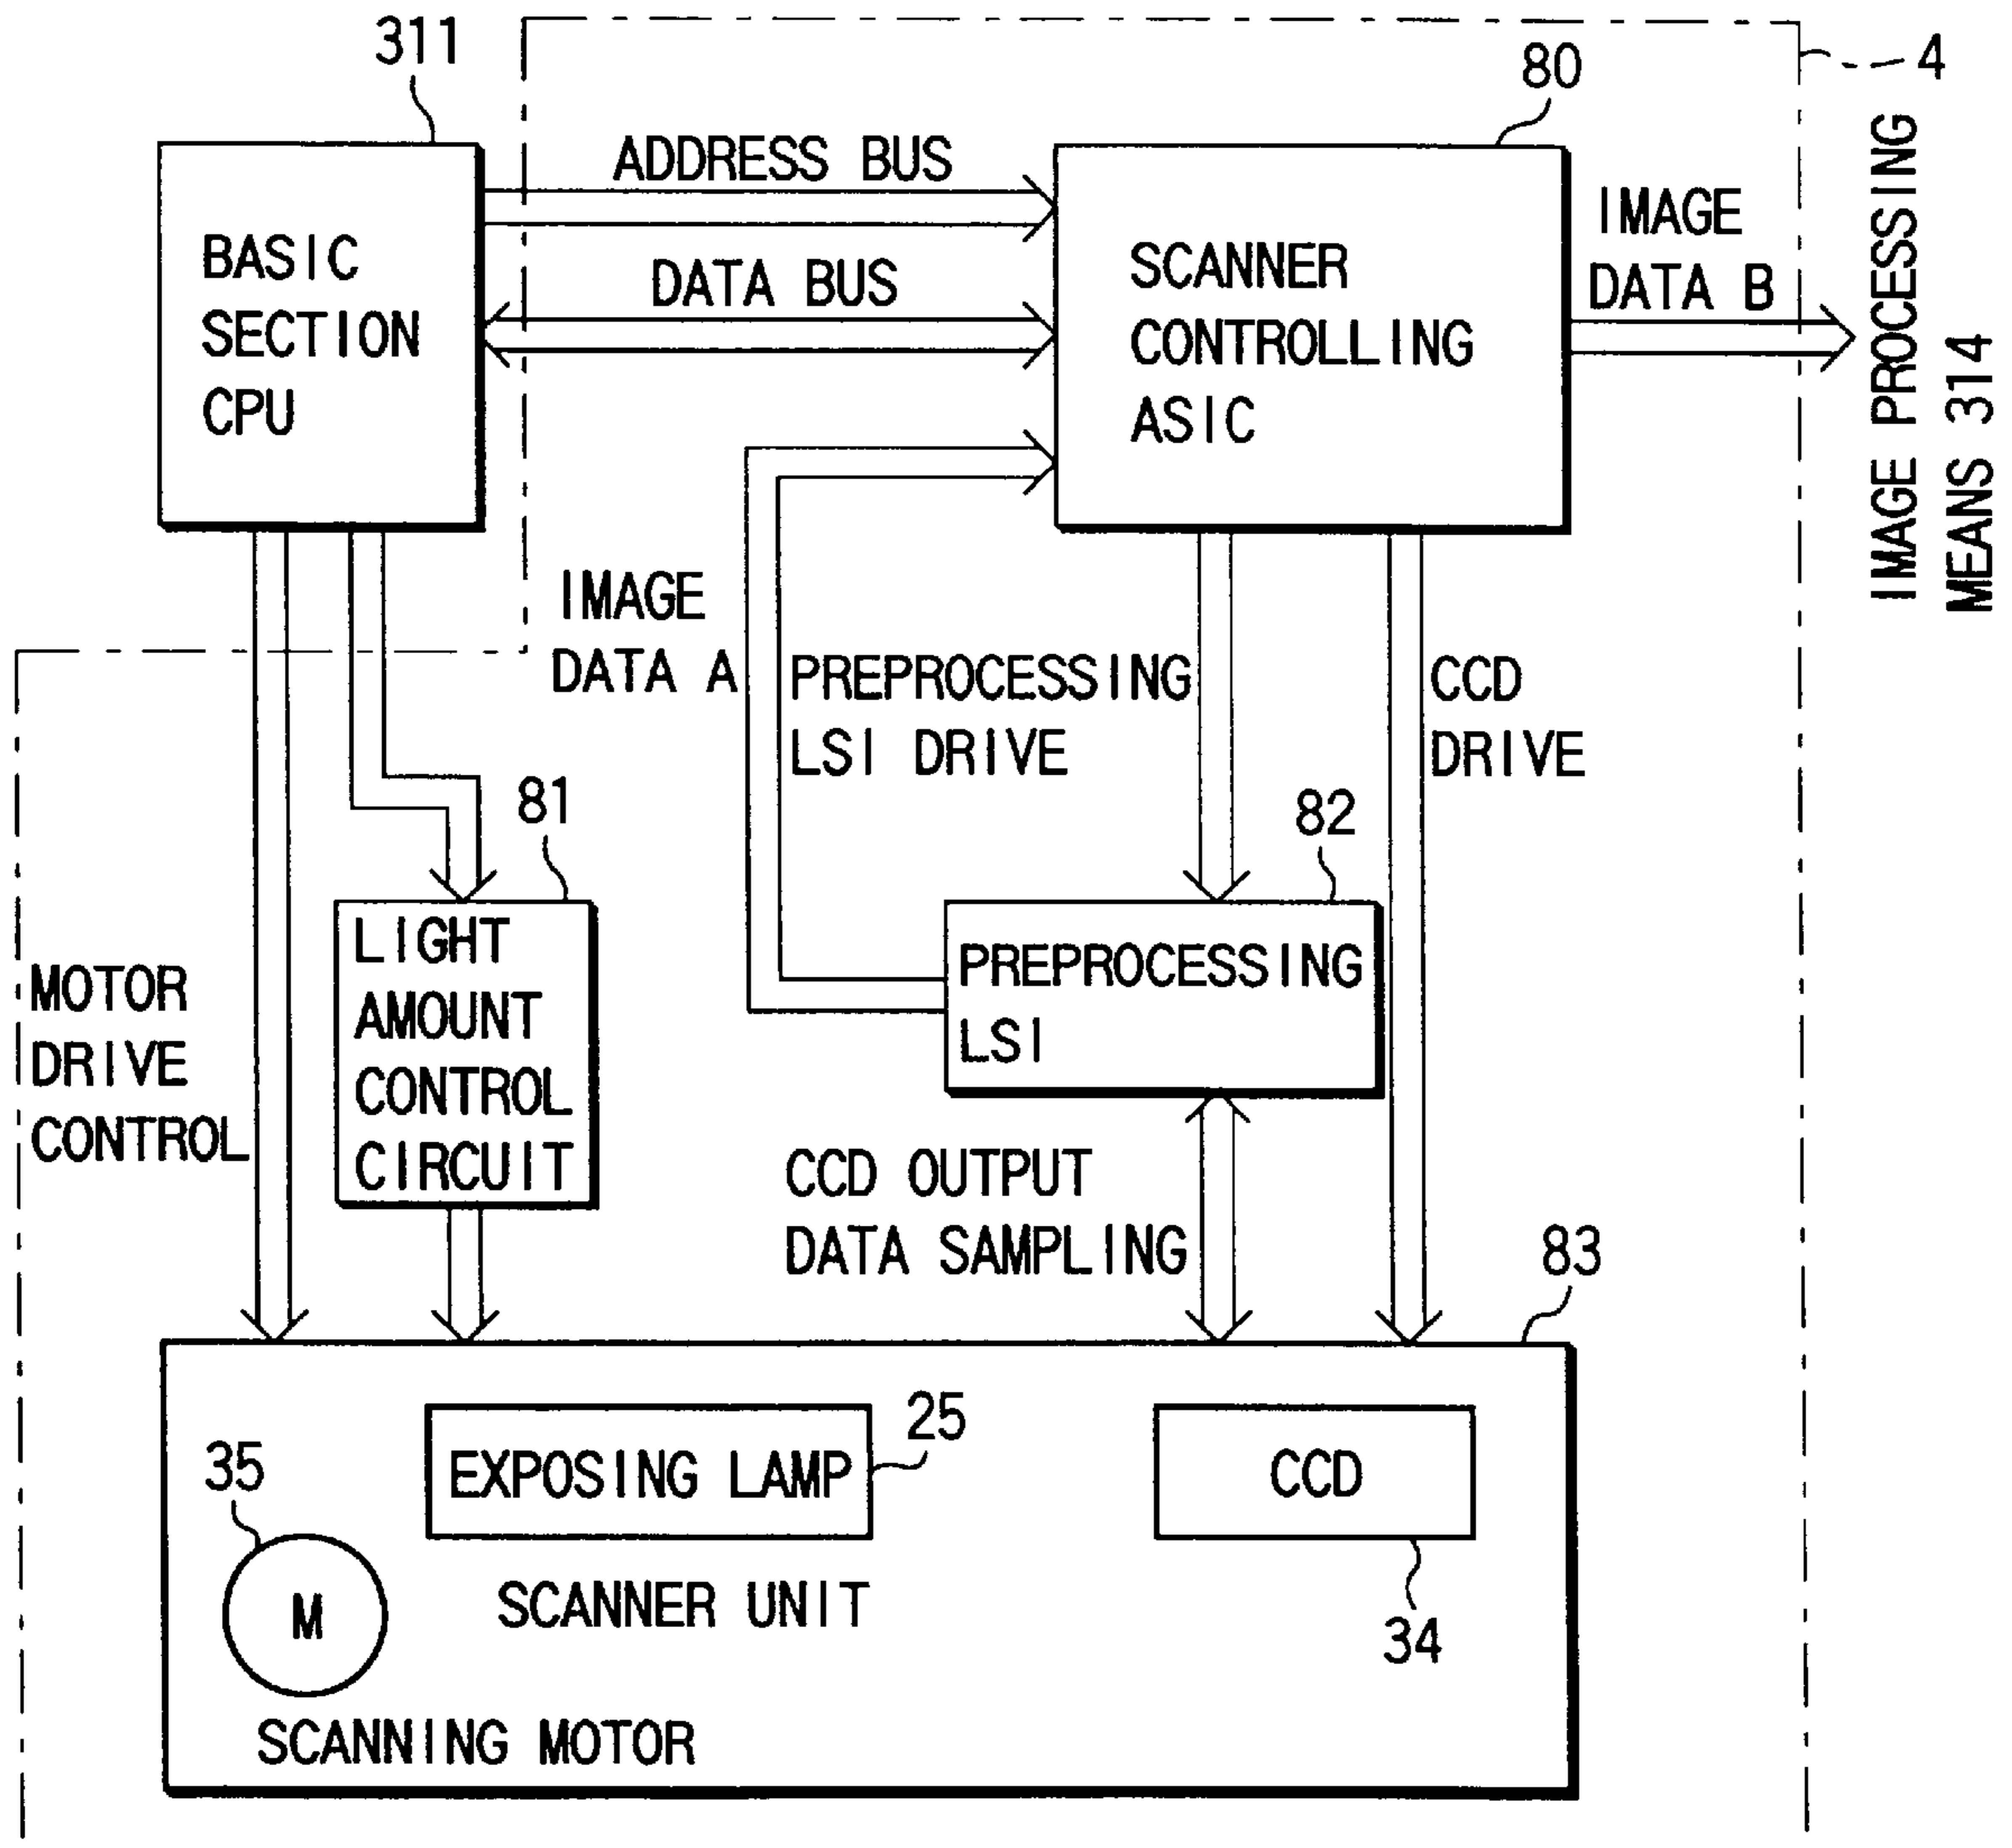 311
4
80
ADDRESS BUS
BASIC
SECTION
CPU
DATA BUS
SCANNER
CONTROLLING
ASIC
IMAGE
DATA B
IMAGE PROCESSING
MEANS 314
IMAGE
DATA A
PREPROCESSING
LSI DRIVE
CCD
DRIVE
81
82
MOTOR
DRIVE
CONTROL
LIGHT
AMOUNT
CONTROL
CIRCUIT
PREPROCESSING
LSI
CCD OUTPUT
DATA SAMPLING
83
35
EXPOSING LAMP
25
CCD
M
SCANNER UNIT
34
SCANNING MOTOR